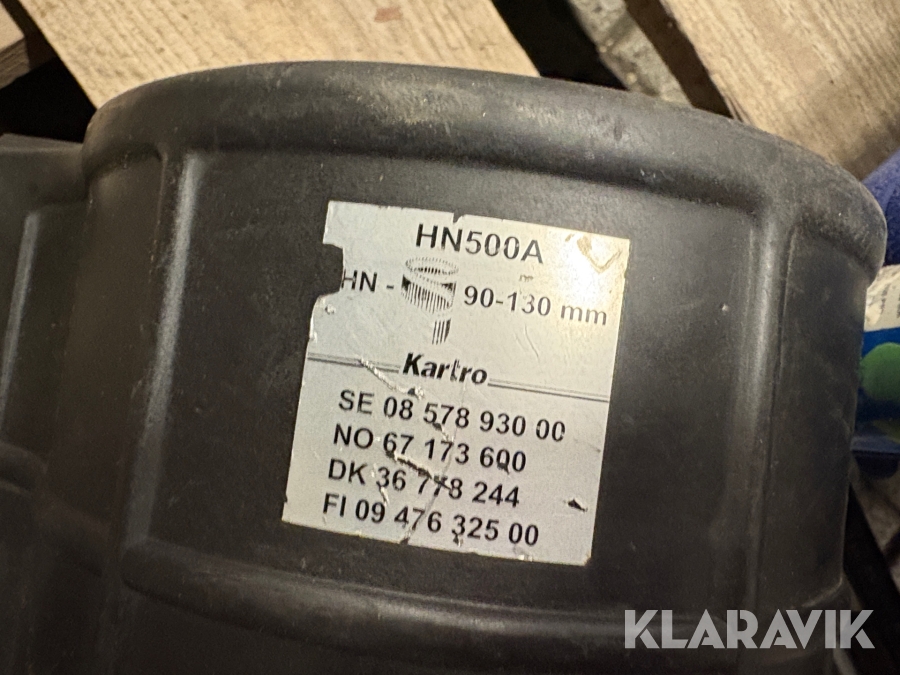 HN500A
HN - 90-130 mm
Kartro
SE 08 578 930 00
NO 67 173 600
DK 36 778 244
FI 09 476 325 00
KLARAVIK